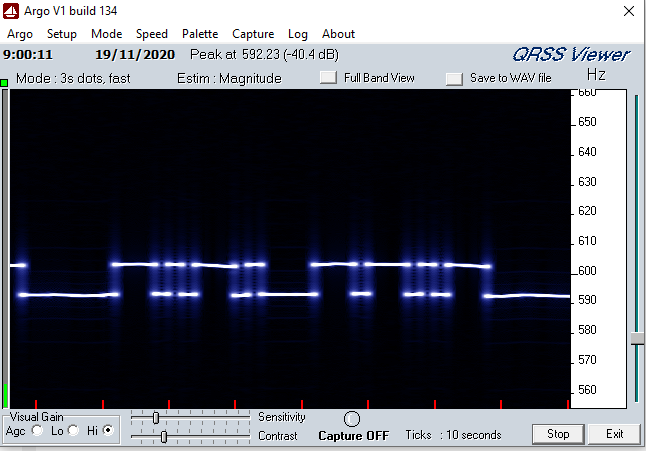 Argo V1 build 134
Argo Setup Mode Speed Palette Capture Log About
9:00:11 19/11/2020 Peak at 592.23 (-40.4 dB) QRSS Viewer
Mode : 3s dots, fast Estim : Magnitude Full Band View Save to WAV file Hz
660
650
640
630
620
610
600
590
580
570
560
Visual Gain Sensitivity
Agc Lo Hi Contrast Capture OFF Ticks : 10 seconds Stop Exit